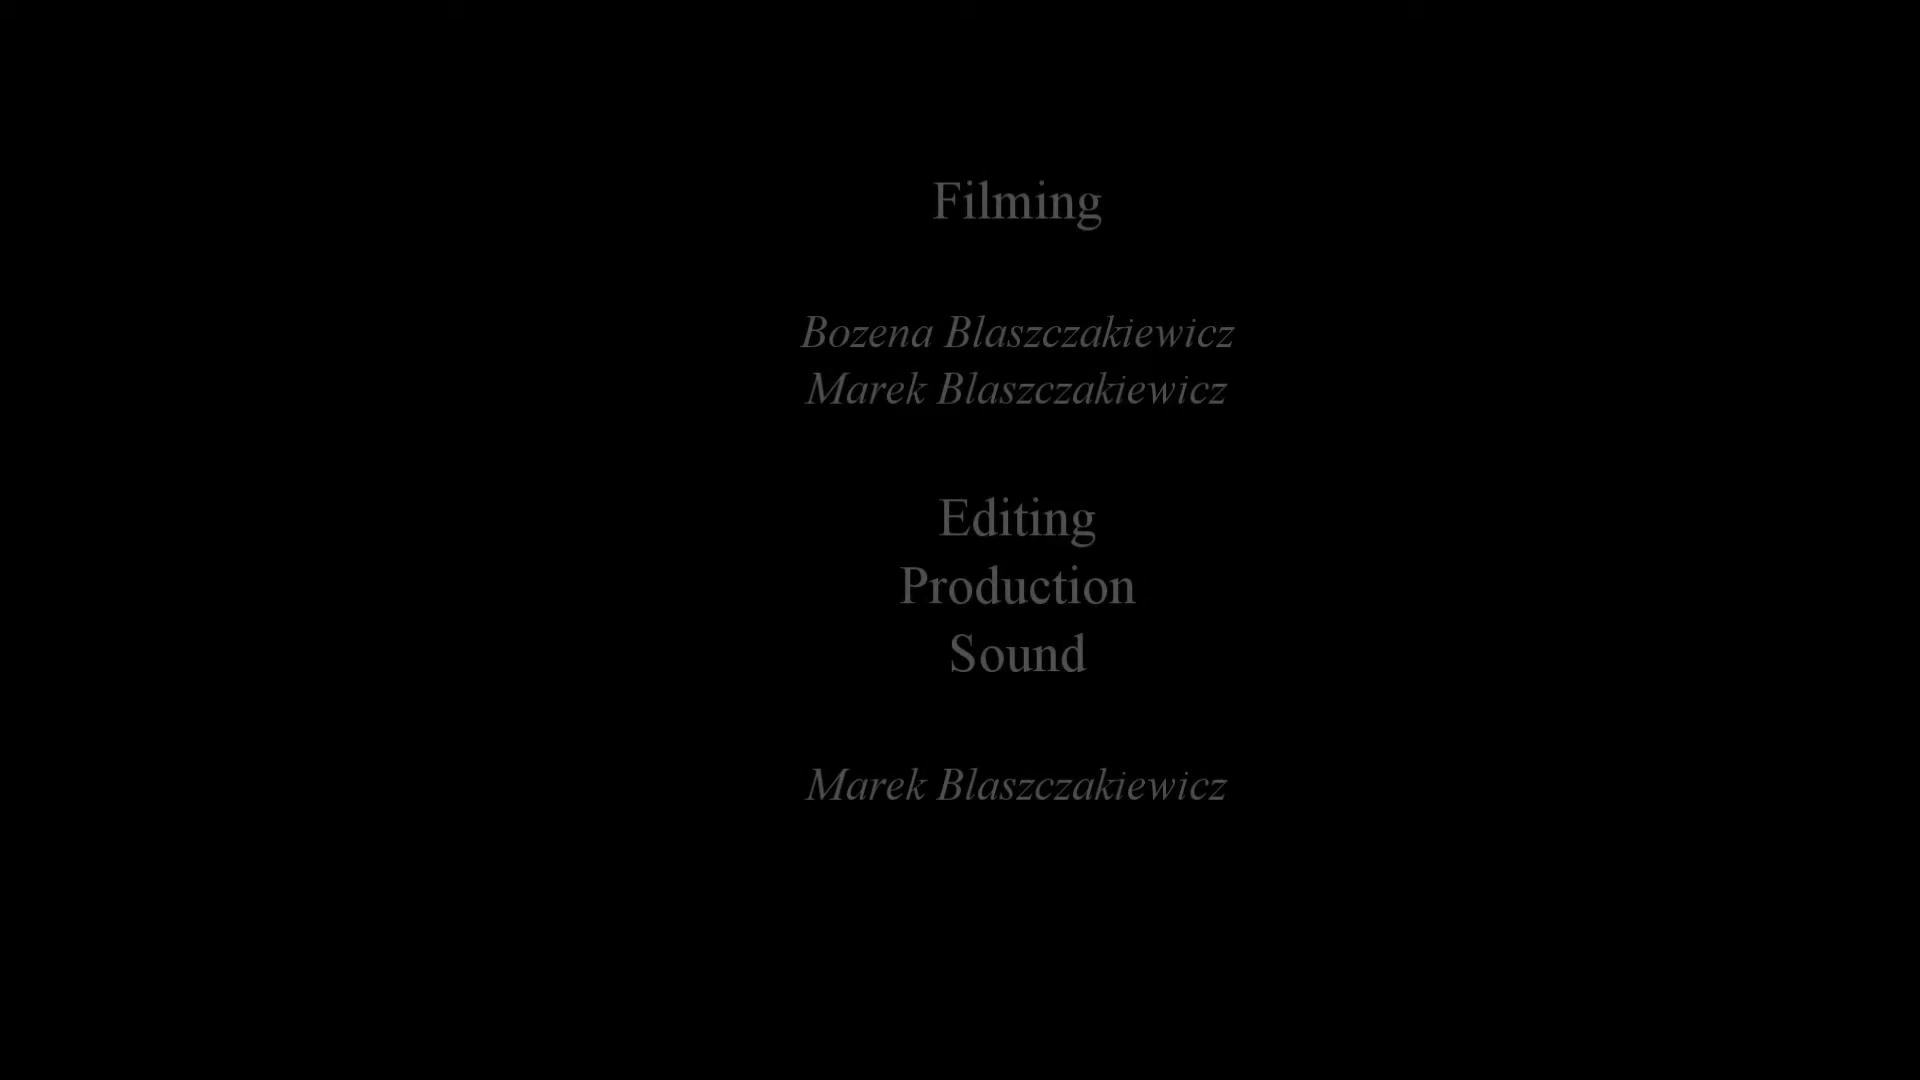 Filming
Bozena Blaszczakiewicz
Marek Blaszczakiewicz
Editing
Production
Sound
Marek Blaszczakiewicz